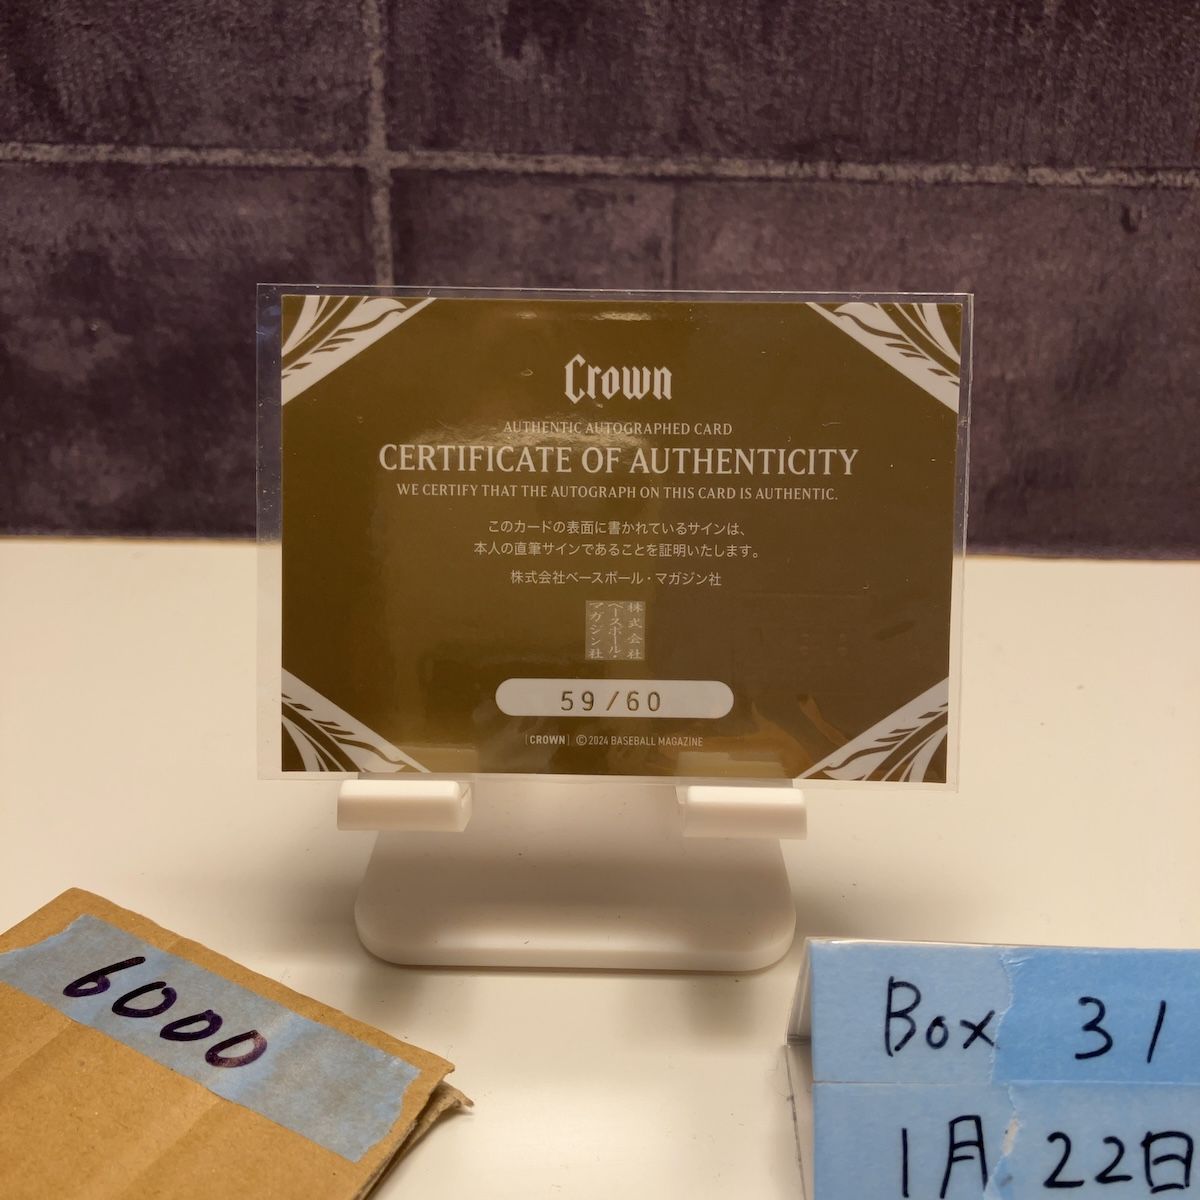 Crown
AUTHENTIC AUTOGRAPHED CARD
CERTIFICATE OF AUTHENTICITY
WE CERTIFY THAT THE AUTOGRAPH ON THIS CARD IS AUTHENTIC.
このカードの表面に書かれているサインは、
本人の直筆サインであることを証明いたします。
株式会社ベースボール・マガジン社
株式会社
ベースボール・
マガジン社
59/60
[CROWN] ©2024 BASEBALL MAGAZINE
6000
Box 31
1月22日